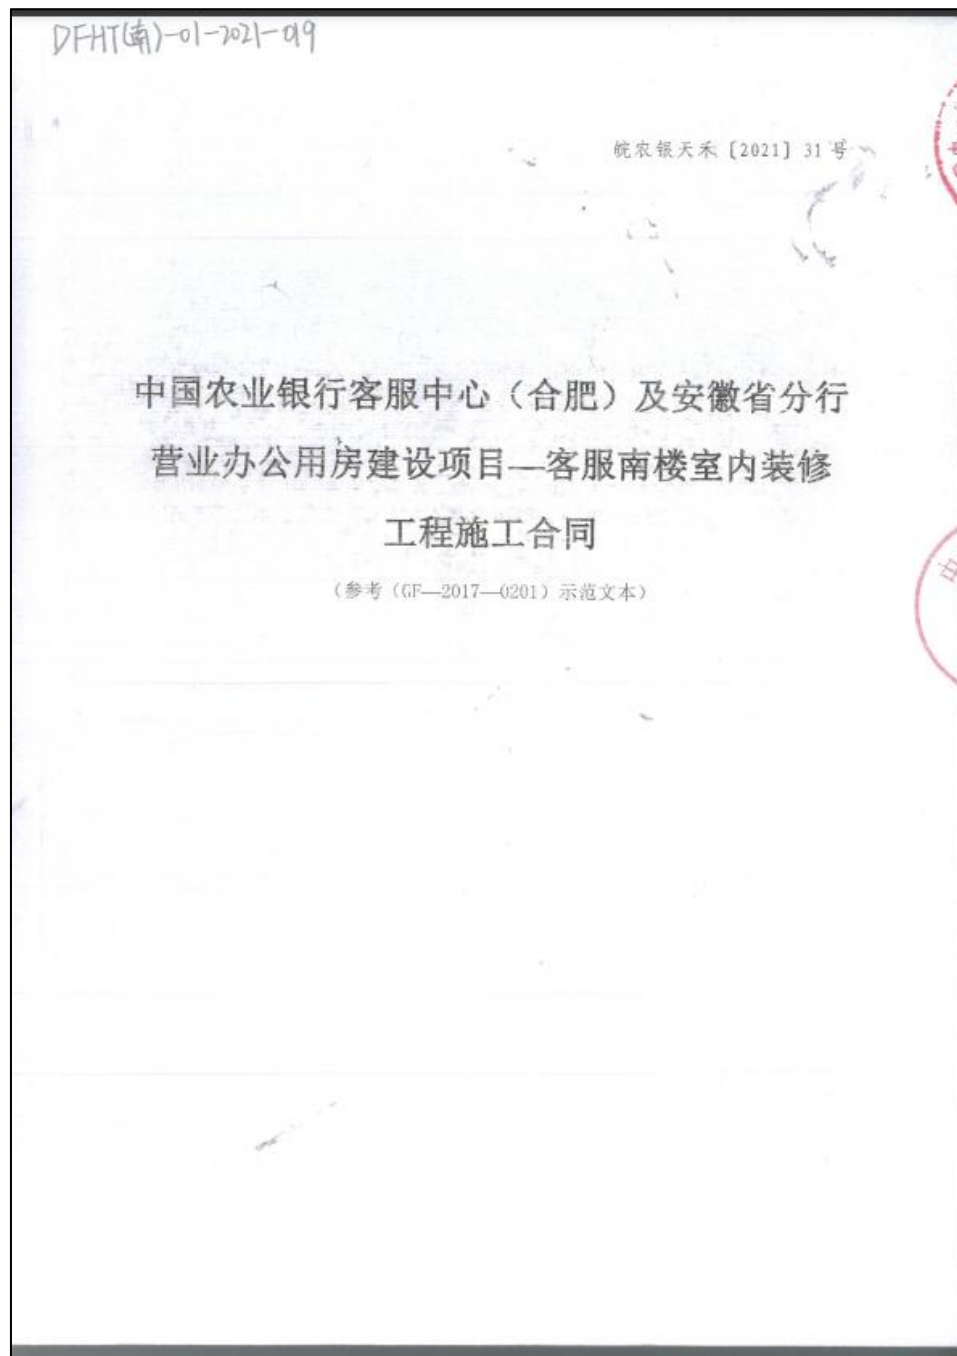 DFHT(南)-01-2021-019
皖农银天禾〔2021〕31号
中国农业银行客服中心（合肥）及安徽省分行
营业办公用房建设项目—客服南楼室内装修
工程施工合同
（参考（GF—2017—0201）示范文本）
中